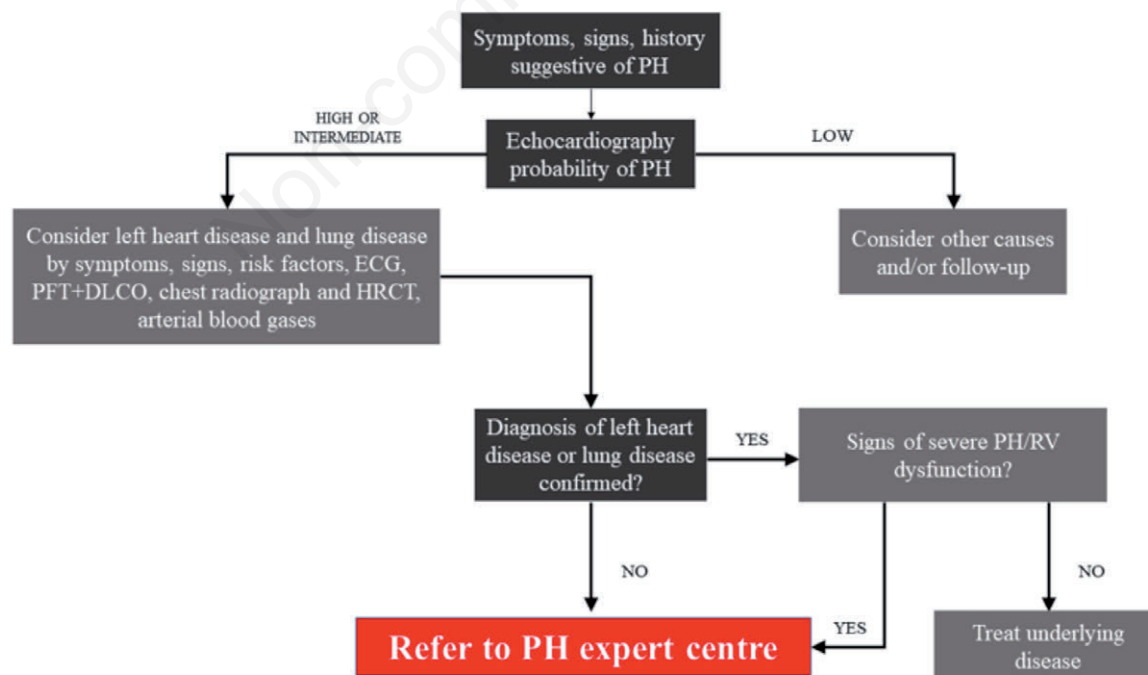 Symptoms, signs, history
suggestive of PH
HIGH OR
INTERMEDIATE
Echocardiography
probability of PH
LOW
Consider left heart disease and lung disease
by symptoms, signs, risk factors, ECG,
PFT+DLCO, chest radiograph and HRCT,
arterial blood gases
Consider other causes
and/or follow-up
Diagnosis of left heart
disease or lung disease
confirmed?
YES
Signs of severe PH/RV
dysfunction?
NO
NO
Refer to PH expert centre
YES
Treat underlying
disease
Non-com